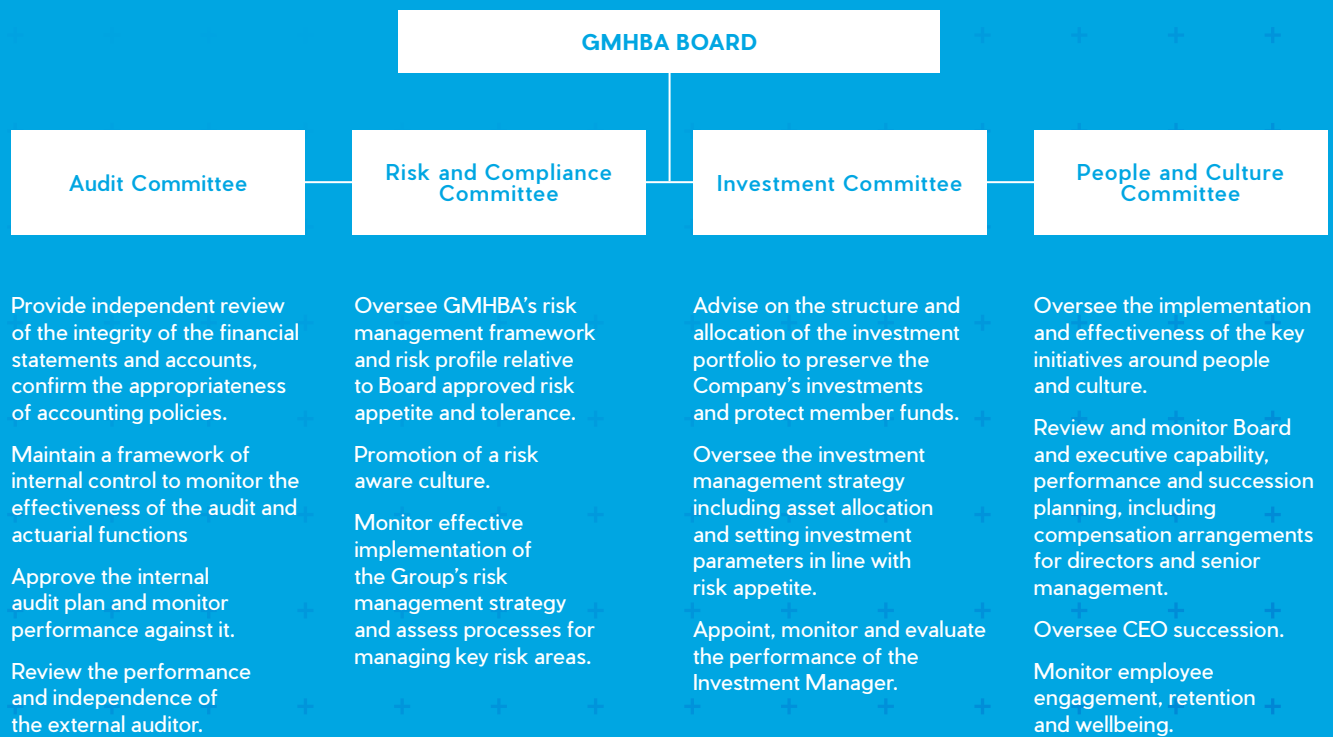 GMHBA BOARD
Audit Committee
Risk and Compliance
Committee
Investment Committee
People and Culture
Committee
Provide independent review
of the integrity of the financial
statements and accounts,
confirm the appropriateness
of accounting policies.
Maintain a framework of
internal control to monitor the
effectiveness of the audit and
actuarial functions
Approve the internal
audit plan and monitor
performance against it.
Review the performance
and independence of
the external auditor.
Oversee GMHBA’s risk
management framework
and risk profile relative
to Board approved risk
appetite and tolerance.
Promotion of a risk
aware culture.
Monitor effective
implementation of
the Group’s risk
management strategy
and assess processes for
managing key risk areas.
Advise on the structure and
allocation of the investment
portfolio to preserve the
Company’s investments
and protect member funds.
Oversee the investment
management strategy
including asset allocation
and setting investment
parameters in line with
risk appetite.
Appoint, monitor and evaluate
the performance of the
Investment Manager.
Oversee the implementation
and effectiveness of the key
initiatives around people
and culture.
Review and monitor Board
and executive capability,
performance and succession
planning, including
compensation arrangements
for directors and senior
management.
Oversee CEO succession.
Monitor employee
engagement, retention
and wellbeing.